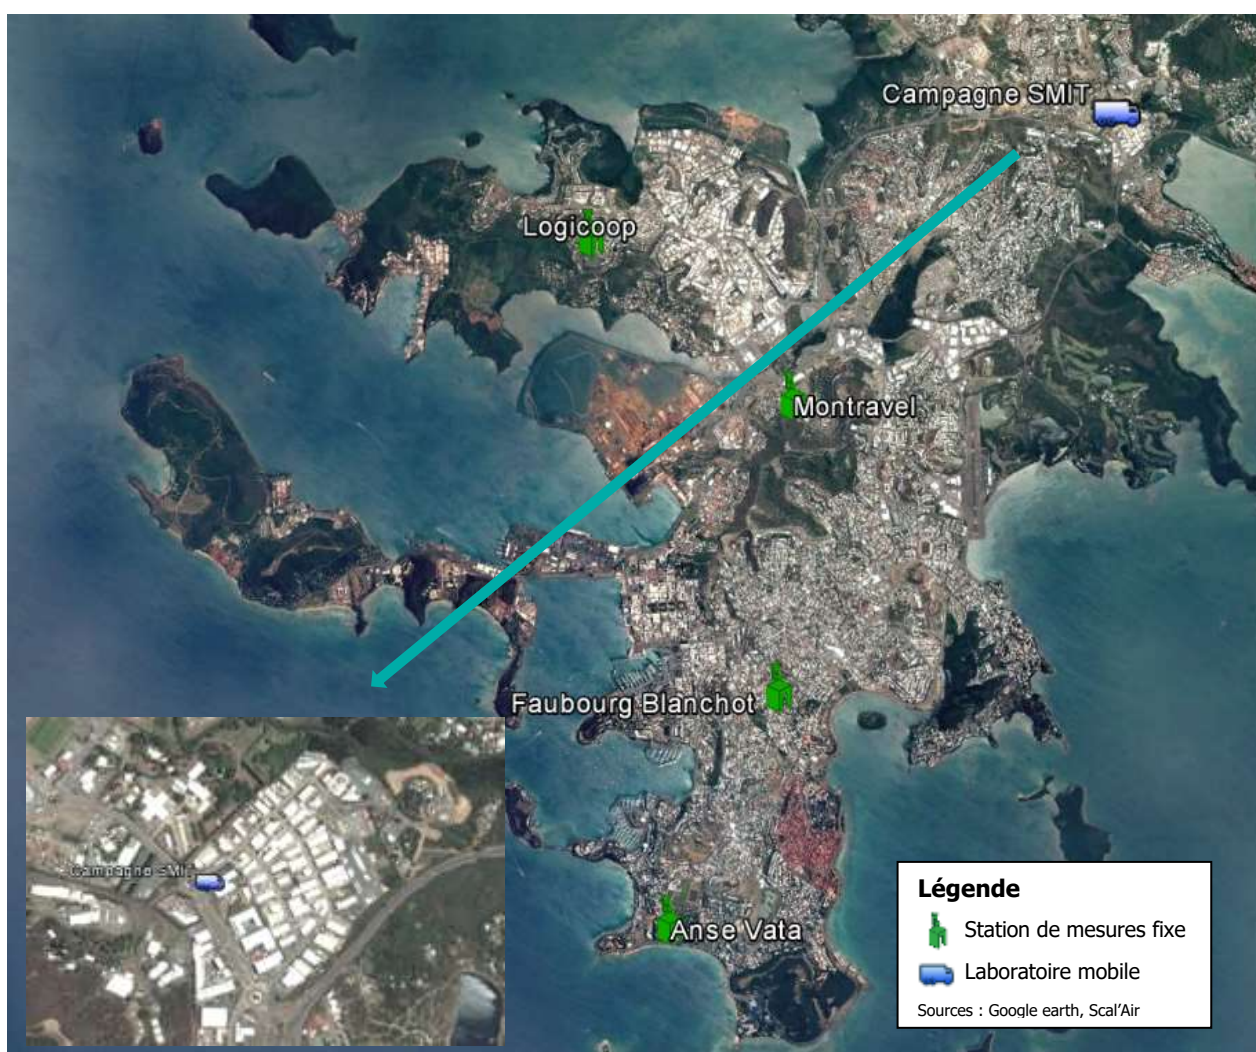 Campagne SMIT
Logicoop
Montravel
Faubourg Blanchot
Campagne SMIT
Anse Vata
Légende
Station de mesures fixe
Laboratoire mobile
Sources : Google earth, Scal’Air